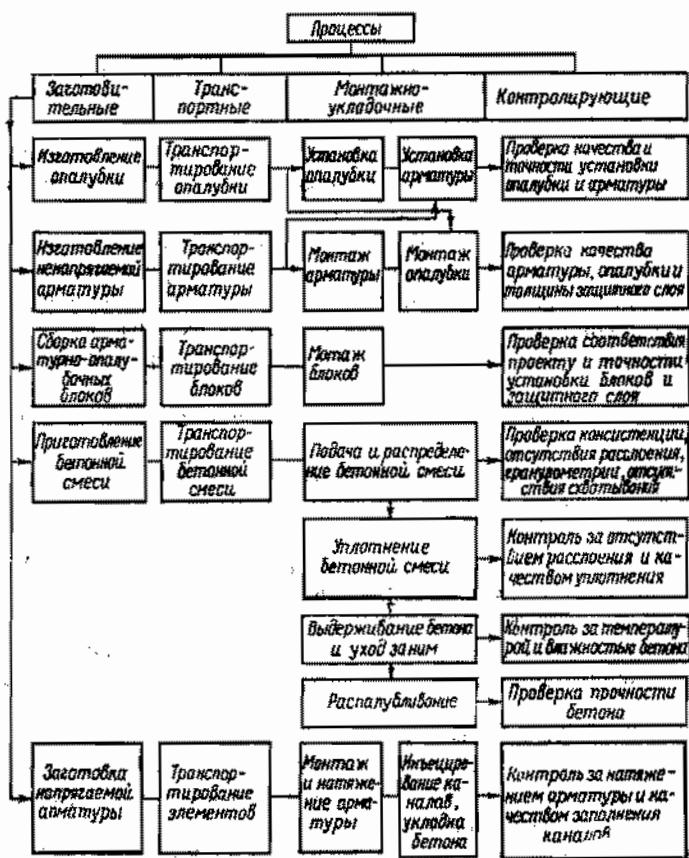 Процессы
Заготови-
тельные
Транс-
портные
Монтажно-
укладочные
Контролирующие
Изготовление
опалубки
Транспор-
тирование
опалубки
Установка
опалубки
Установка
арматуры
Проверка качества и
точности установки
опалубки и арматуры
Изготовление
ненапрягаемой
арматуры
Транспор-
тирование
арматуры
Монтаж
арматуры
Монтаж
опалубки
Проверка качества
арматуры, опалубки и
толщины защитного слоя
Сборка арма-
турно-опалу-
бочных
блоков
Транспор-
тирование
блоков
Мотаж
блоков
Проверка соответствия
проекту и точности
установки блоков и
защитного слоя
Приготовление
бетонной
смеси
Транспор-
тирование
бетонной
смеси
Подача и распределе-
ление бетонной смеси
Проверка консистенции,
отсутствия расслоения,
гранулометрии, отсут-
ствия схватывания
Уплотнение
бетонной смеси
Контроль за отсутст-
вием расслоения и ка-
чеством уплотнения
Выдерживание бетона
и уход за ним
Контроль за температу-
рой и влажностью бетона
Распалубливание
Проверка прочности
бетона
Заготовка
напрягаемой
арматуры
Транспор-
тирование
элементов
Монтаж
и натяже-
ние арма-
туры
Инъециро-
рование ка-
налов,
укладка
бетона
Контроль за натяже-
нием арматуры и ка-
чеством заполнения
каналов